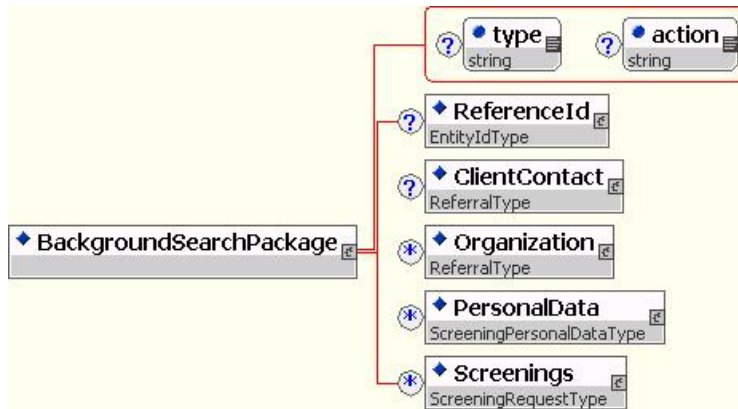 ? type ? action
string string
? ReferenceId
EntityIdType
? ClientContact
ReferralType
BackgroundSearchPackage
* Organization
ReferralType
* PersonalData
ScreeningPersonalDataType
* Screenings
ScreeningRequestType